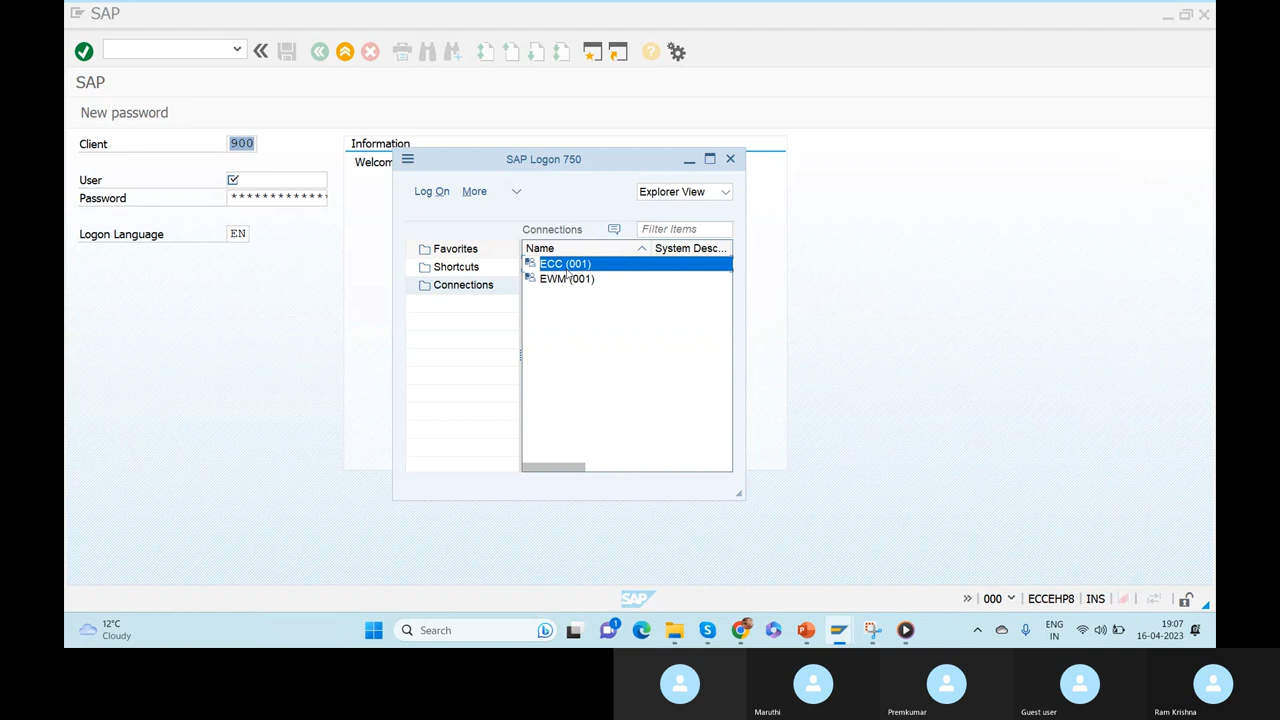 SAP
SAP
New password
Client 900
Information
Welcom
User
Password *************
Logon Language EN
SAP Logon 750
Log On More
Explorer View
Connections
Filter Items
Name System Desc...
Favorites
Shortcuts
Connections
ECC (001)
EWM (001)
SAP
000 ECCEHP8 INS
12°C
Cloudy
Search
1
ENG
IN
19:07
16-04-2023
Maruthi
Premkumar
Guest user
Ram Krishna